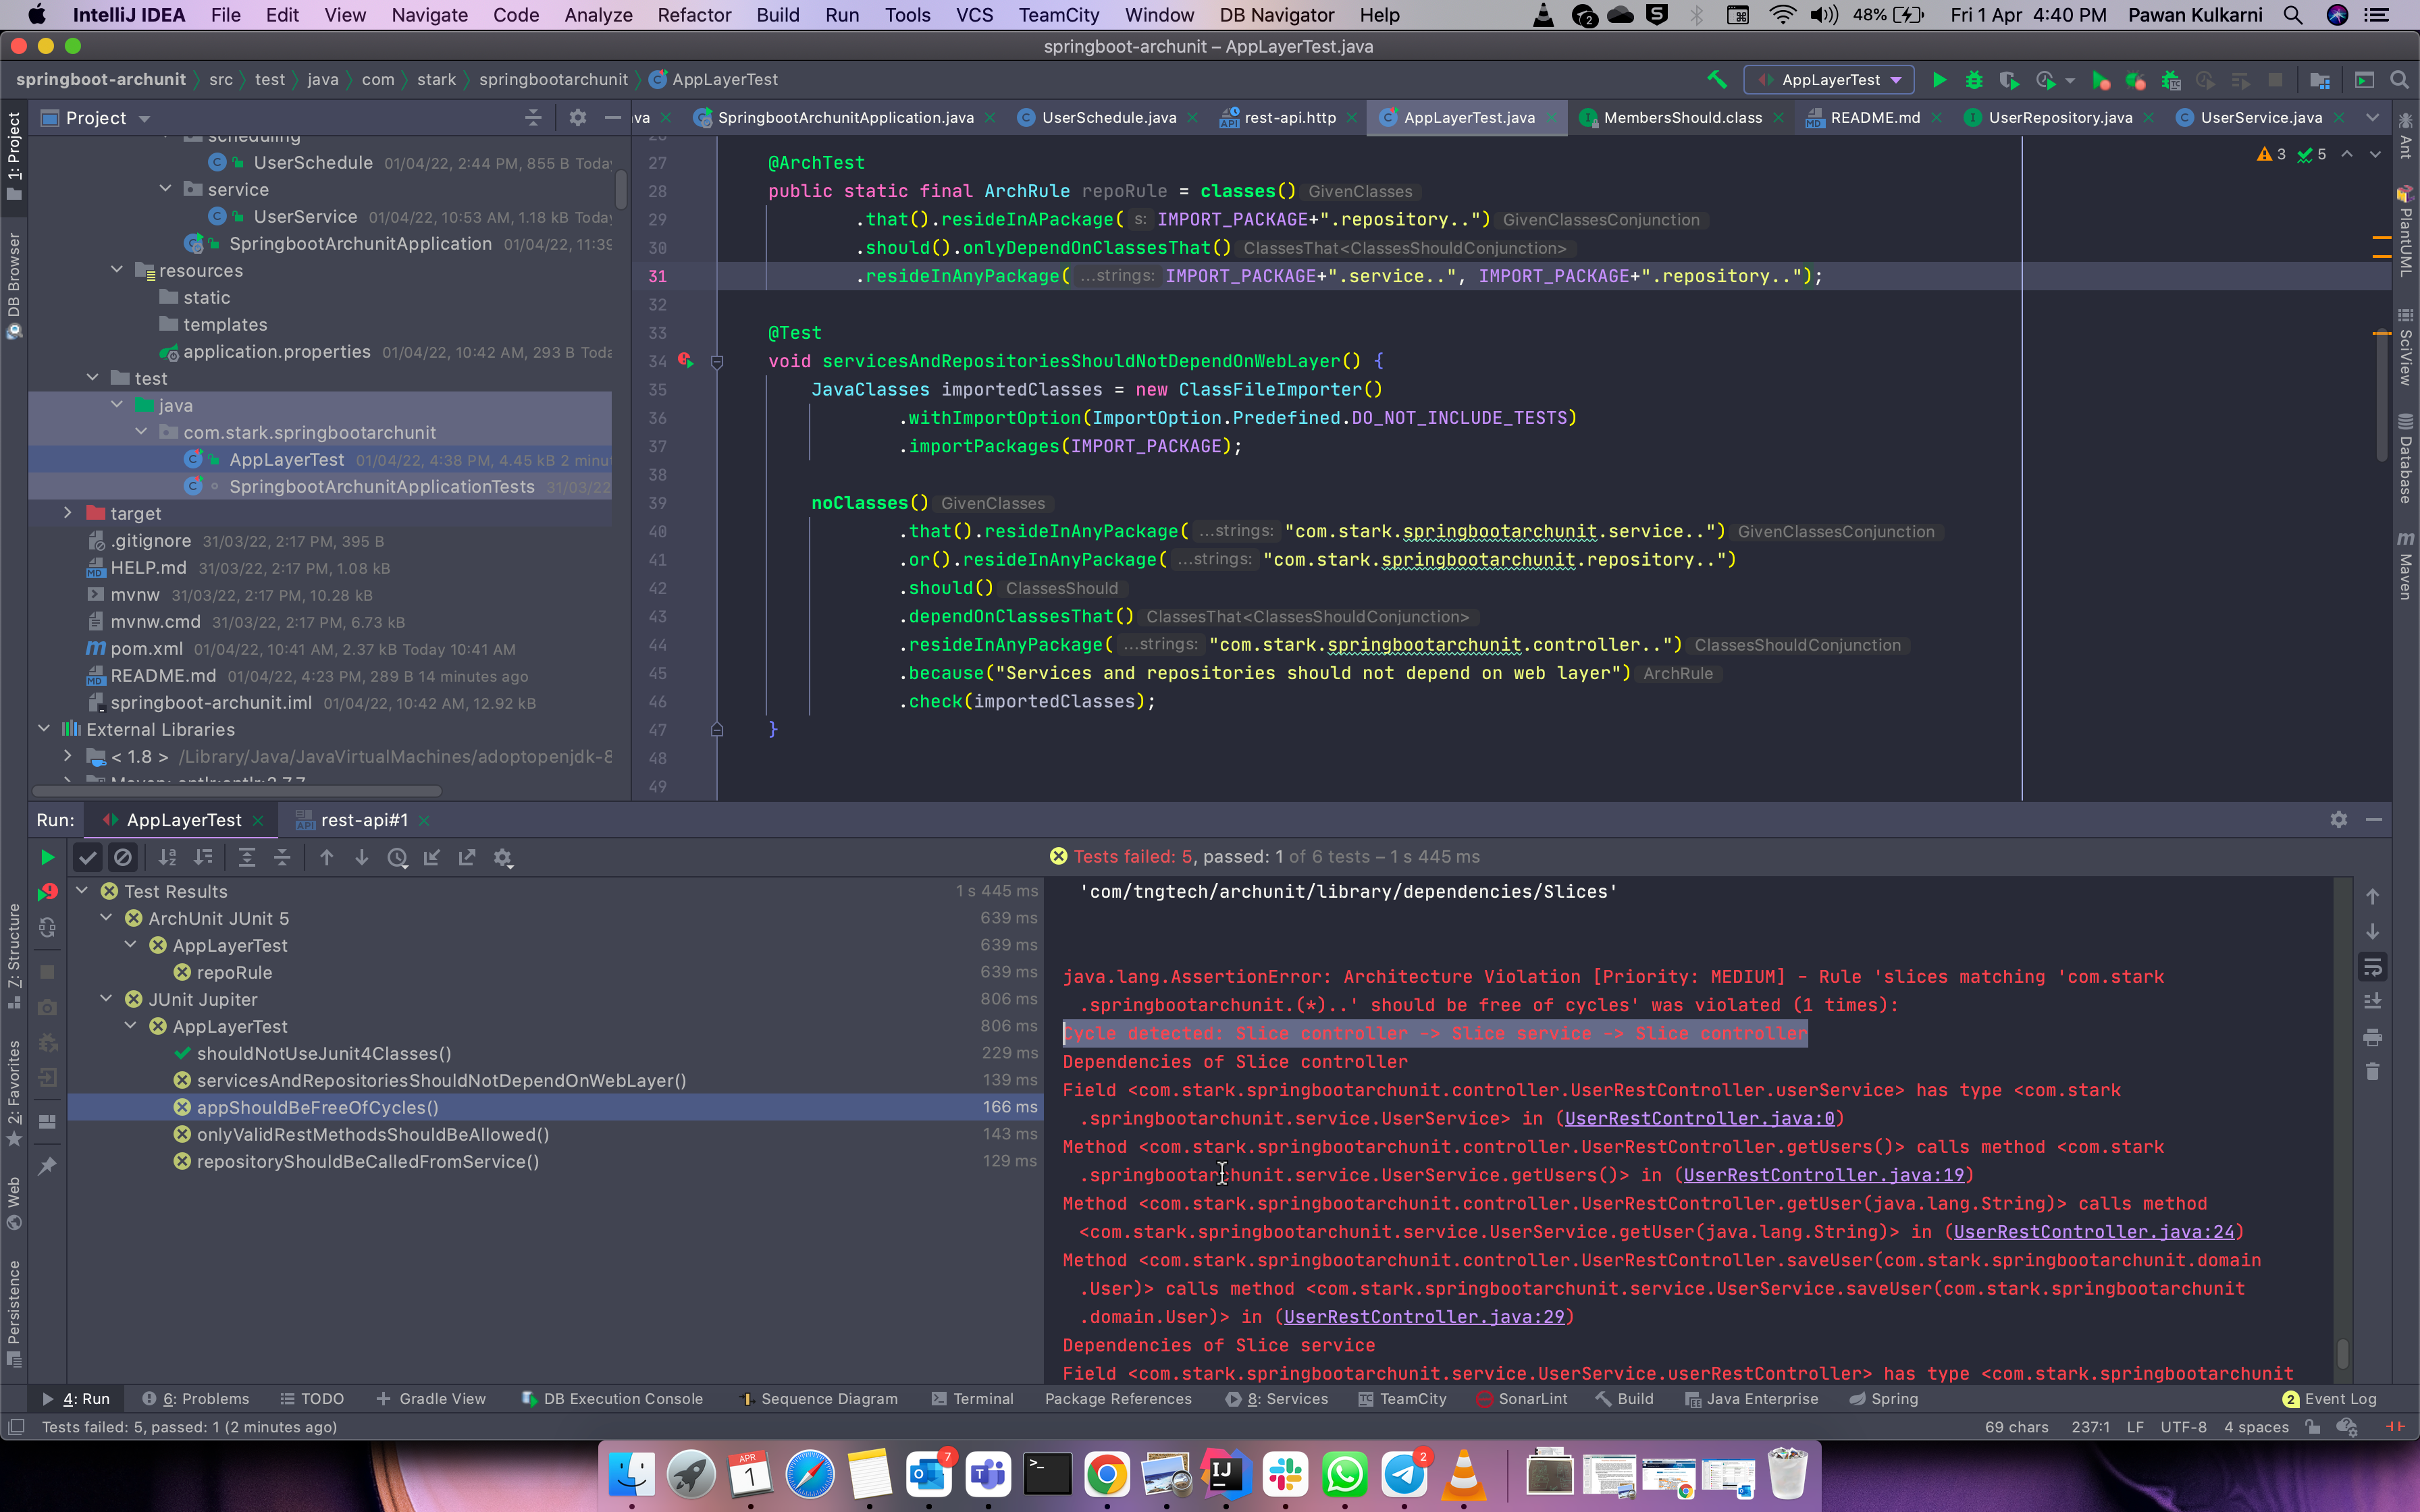 IntelliJ IDEA File Edit View Navigate Code Analyze Refactor Build Run Tools VCS TeamCity Window DB Navigator Help 2 S 48% Fri 1 Apr 4:40 PM Pawan Kulkarni
springboot-archunit – AppLayerTest.java
springboot-archunit src test java com stark springbootarchunit AppLayerTest AppLayerTest
Project va SpringbootArchunitApplication.java UserSchedule.java rest-api.http AppLayerTest.java MembersShould.class README.md UserRepository.java UserService.java
1: Project
DB Browser
Z: Structure
2: Favorites
Web
Persistence
scheduling
UserSchedule 01/04/22, 2:44 PM, 855 B Toda
service
UserService 01/04/22, 10:53 AM, 1.18 kB Today
SpringbootArchunitApplication 01/04/22, 11:39
resources
static
templates
application.properties 01/04/22, 10:42 AM, 293 B Toda
test
java
com.stark.springbootarchunit
AppLayerTest 01/04/22, 4:38 PM, 4.45 kB 2 minu
SpringbootArchunitApplicationTests 31/03/22
target
.gitignore 31/03/22, 2:17 PM, 395 B
HELP.md 31/03/22, 2:17 PM, 1.08 kB
mvnw 31/03/22, 2:17 PM, 10.28 kB
mvnw.cmd 31/03/22, 2:17 PM, 6.73 kB
pom.xml 01/04/22, 10:41 AM, 2.37 kB Today 10:41 AM
README.md 01/04/22, 4:23 PM, 289 B 14 minutes ago
springboot-archunit.iml 01/04/22, 10:42 AM, 12.92 kB
External Libraries
< 1.8 > /Library/Java/JavaVirtualMachines/adoptopenjdk-8
3 5
27 @ArchTest
28 public static final ArchRule repoRule = classes() GivenClasses
29 .that().resideInAPackage( s: IMPORT_PACKAGE+".repository..") GivenClassesConjunction
30 .should().onlyDependOnClassesThat() ClassesThat<ClassesShouldConjunction>
31 .resideInAnyPackage( ...strings: IMPORT_PACKAGE+".service..", IMPORT_PACKAGE+".repository..");
32
33 @Test
34 void servicesAndRepositoriesShouldNotDependOnWebLayer() {
35 JavaClasses importedClasses = new ClassFileImporter()
36 .withImportOption(ImportOption.Predefined.DO_NOT_INCLUDE_TESTS)
37 .importPackages(IMPORT_PACKAGE);
38
39 noClasses() GivenClasses
40 .that().resideInAnyPackage( ...strings: "com.stark.springbootarchunit.service..") GivenClassesConjunction
41 .or().resideInAnyPackage( ...strings: "com.stark.springbootarchunit.repository..")
42 .should() ClassesShould
43 .dependOnClassesThat() ClassesThat<ClassesShouldConjunction>
44 .resideInAnyPackage( ...strings: "com.stark.springbootarchunit.controller..") ClassesShouldConjunction
45 .because("Services and repositories should not depend on web layer") ArchRule
46 .check(importedClasses);
47 }
48
49
Ant
PlantUML
SciView
Database
m Maven
Run: AppLayerTest rest-api#1
Tests failed: 5, passed: 1 of 6 tests – 1 s 445 ms
Test Results 1 s 445 ms
ArchUnit JUnit 5 639 ms
AppLayerTest 639 ms
repoRule 639 ms
JUnit Jupiter 806 ms
AppLayerTest 806 ms
shouldNotUseJunit4Classes() 229 ms
servicesAndRepositoriesShouldNotDependOnWebLayer() 139 ms
appShouldBeFreeOfCycles() 166 ms
onlyValidRestMethodsShouldBeAllowed() 143 ms
repositoryShouldBeCalledFromService() 129 ms
'com/tngtech/archunit/library/dependencies/Slices'
java.lang.AssertionError: Architecture Violation [Priority: MEDIUM] - Rule 'slices matching 'com.stark
.springbootarchunit.(*)..' should be free of cycles' was violated (1 times):
Cycle detected: Slice controller -> Slice service -> Slice controller
Dependencies of Slice controller
Field <com.stark.springbootarchunit.controller.UserRestController.userService> has type <com.stark
.springbootarchunit.service.UserService> in (UserRestController.java:0)
Method <com.stark.springbootarchunit.controller.UserRestController.getUsers()> calls method <com.stark
.springbootarchunit.service.UserService.getUsers()> in (UserRestController.java:19)
Method <com.stark.springbootarchunit.controller.UserRestController.getUser(java.lang.String)> calls method
<com.stark.springbootarchunit.service.UserService.getUser(java.lang.String)> in (UserRestController.java:24)
Method <com.stark.springbootarchunit.controller.UserRestController.saveUser(com.stark.springbootarchunit.domain
.User)> calls method <com.stark.springbootarchunit.service.UserService.saveUser(com.stark.springbootarchunit
.domain.User)> in (UserRestController.java:29)
Dependencies of Slice service
Field <com.stark.springbootarchunit.service.UserService.userRestController> has type <com.stark.springbootarchunit
4: Run 6: Problems TODO Gradle View DB Execution Console Sequence Diagram Terminal Package References 8: Services TeamCity SonarLint Build Java Enterprise Spring 2 Event Log
Tests failed: 5, passed: 1 (2 minutes ago) 69 chars 237:1 LF UTF-8 4 spaces
APR 1 7 IJ 2